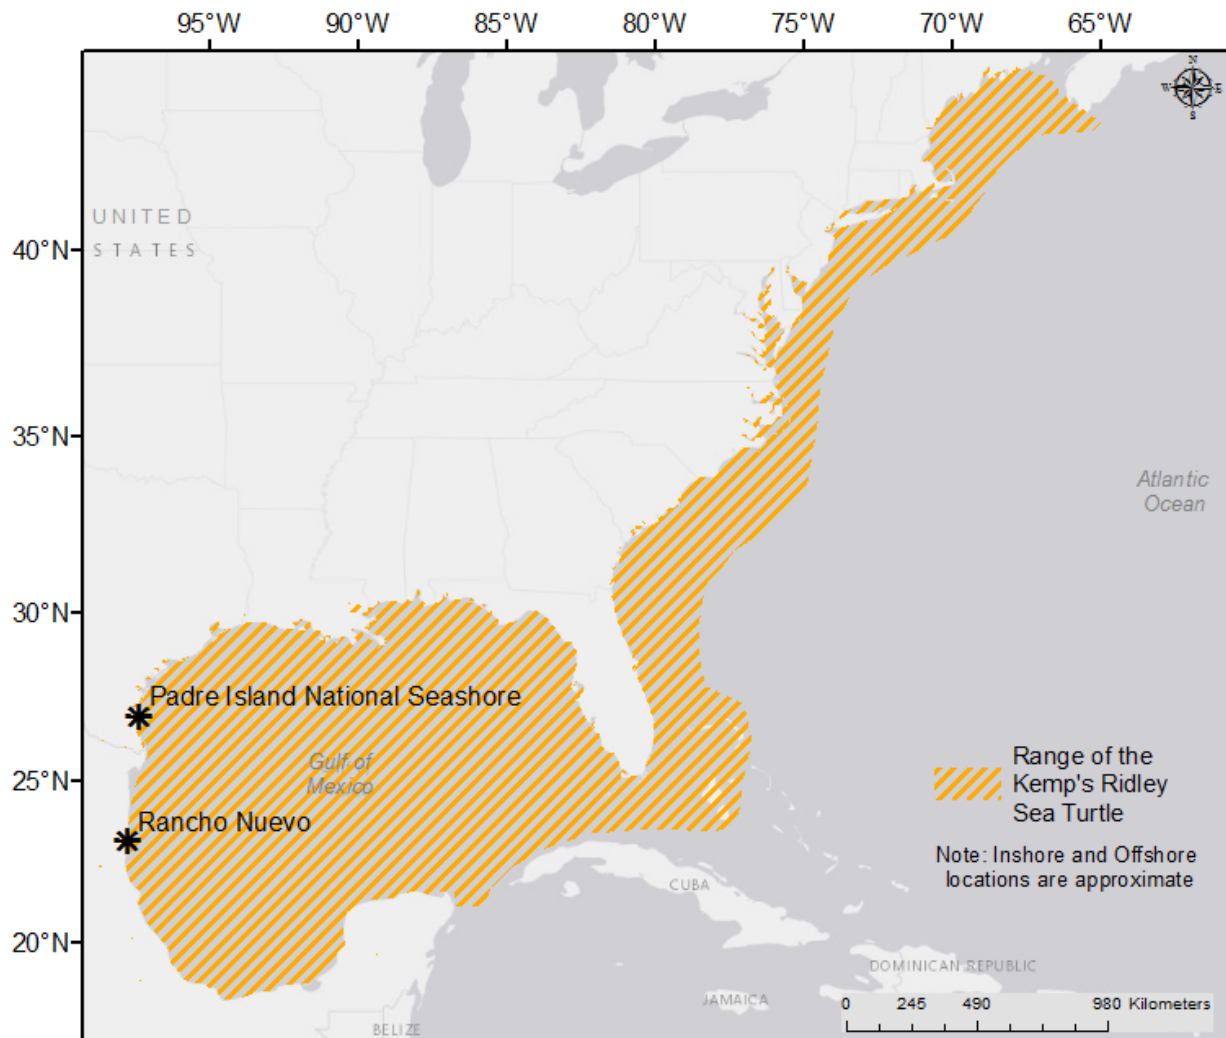 95°W 90°W 85°W 80°W 75°W 70°W 65°W
N
W E
S
UNITED
STATES
40°N
35°N
Atlantic
Ocean
30°N
Padre Island National Seashore
Gulf of
Mexico
25°N
Range of the
Kemp's Ridley
Sea Turtle
Rancho Nuevo
Note: Inshore and Offshore
locations are approximate
CUBA
20°N
DOMINICAN REPUBLIC
JAMAICA
0 245 490 980 Kilometers
BELIZE